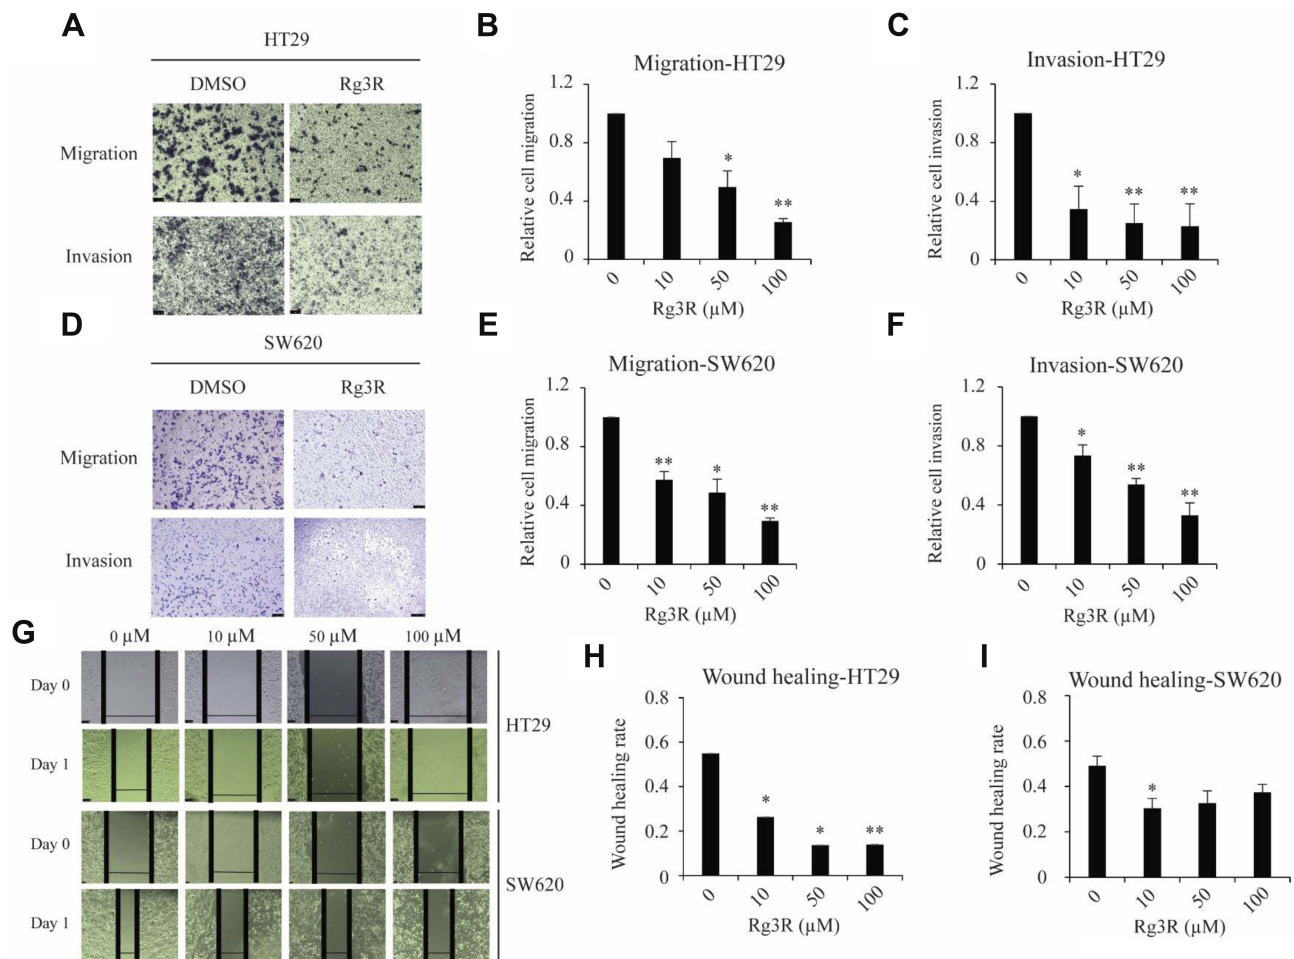 A
HT29
DMSO Rg3R
Migration
Invasion
B
Migration-HT29
Relative cell migration
1.2
0.8
0.4
0
0 10 50 100
* **
Rg3R (µM)
C
Invasion-HT29
Relative cell invasion
1.2
0.8
0.4
0
0 10 50 100
* ** **
Rg3R (µM)
D
SW620
DMSO Rg3R
Migration
Invasion
E
Migration-SW620
Relative cell migration
1.2
0.8
0.4
0
0 10 50 100
** * **
Rg3R (µM)
F
Invasion-SW620
Relative cell invasion
1.2
0.8
0.4
0
0 10 50 100
* ** **
Rg3R (µM)
G
0 µM 10 µM 50 µM 100 µM
Day 0
Day 1
HT29
Day 0
Day 1
SW620
H
Wound healing-HT29
Wound healing rate
0.8
0.6
0.4
0.2
0
0 10 50 100
* * **
Rg3R (µM)
I
Wound healing-SW620
Wound healing rate
0.8
0.6
0.4
0.2
0
0 10 50 100
*
Rg3R (µM)